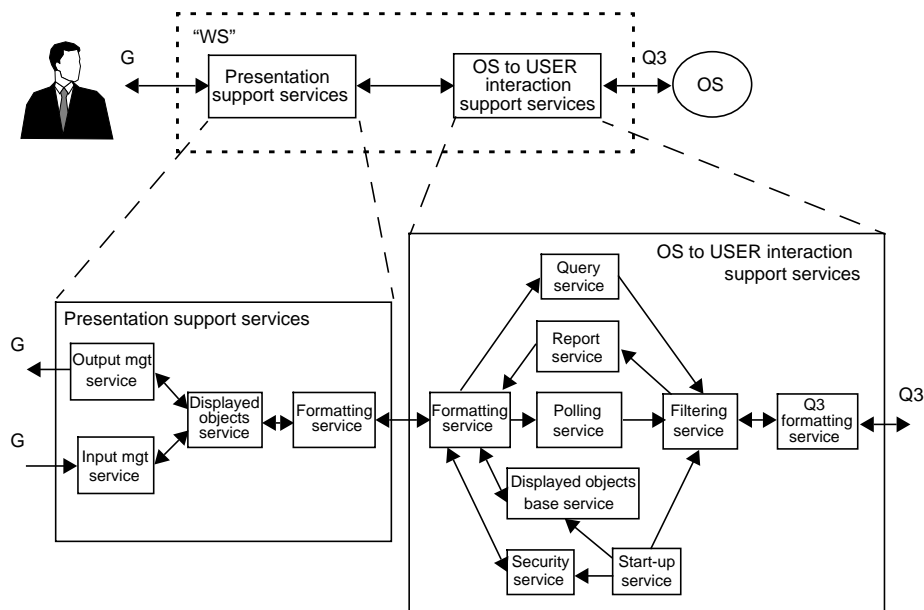 “WS”
G
Presentation
support services
OS to USER
interaction
support services
Q3
OS
OS to USER interaction
support services
Query
service
Presentation support services
G
Output mgt
service
Report
service
Displayed
objects
service
Formatting
service
Formatting
service
Polling
service
Filtering
service
Q3
formatting
service
Q3
G
Input mgt
service
Displayed objects
base service
Security
service
Start-up
service